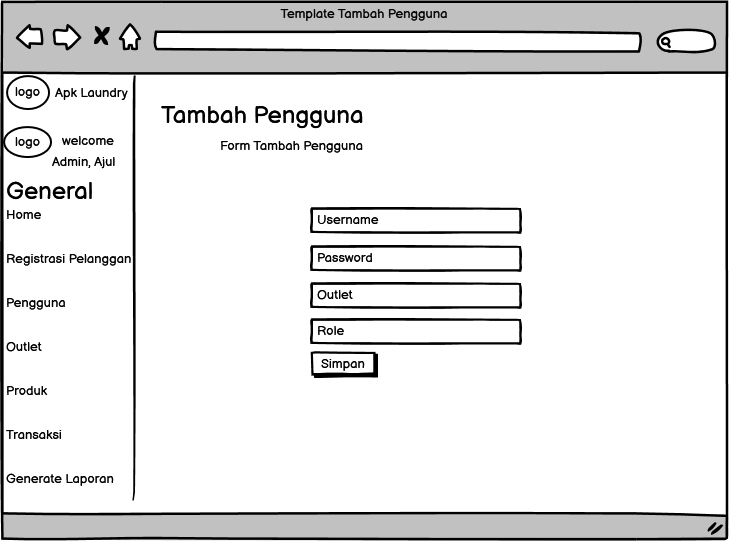 Template Tambah Pengguna
logo
Apk Laundry
logo
welcome
Admin, Ajul
General
Home
Registrasi Pelanggan
Pengguna
Outlet
Produk
Transaksi
Generate Laporan
Tambah Pengguna
Form Tambah Pengguna
Username
Password
Outlet
Role
Simpan